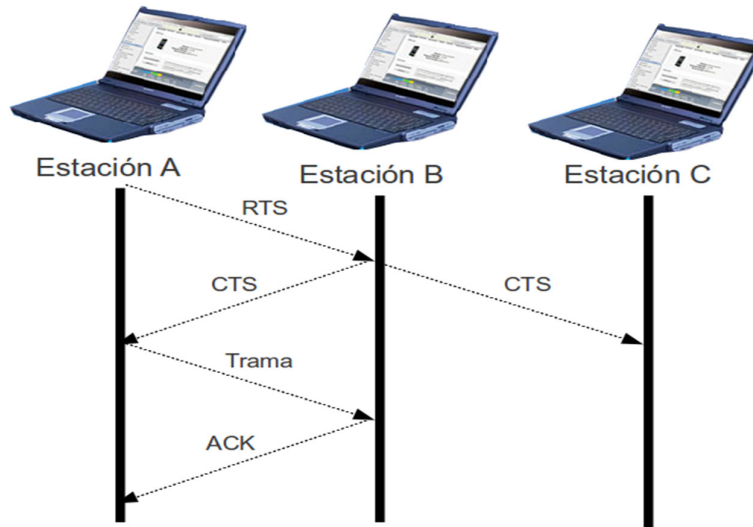 Estación A
Estación B
Estación C
RTS
CTS
CTS
Trama
ACK